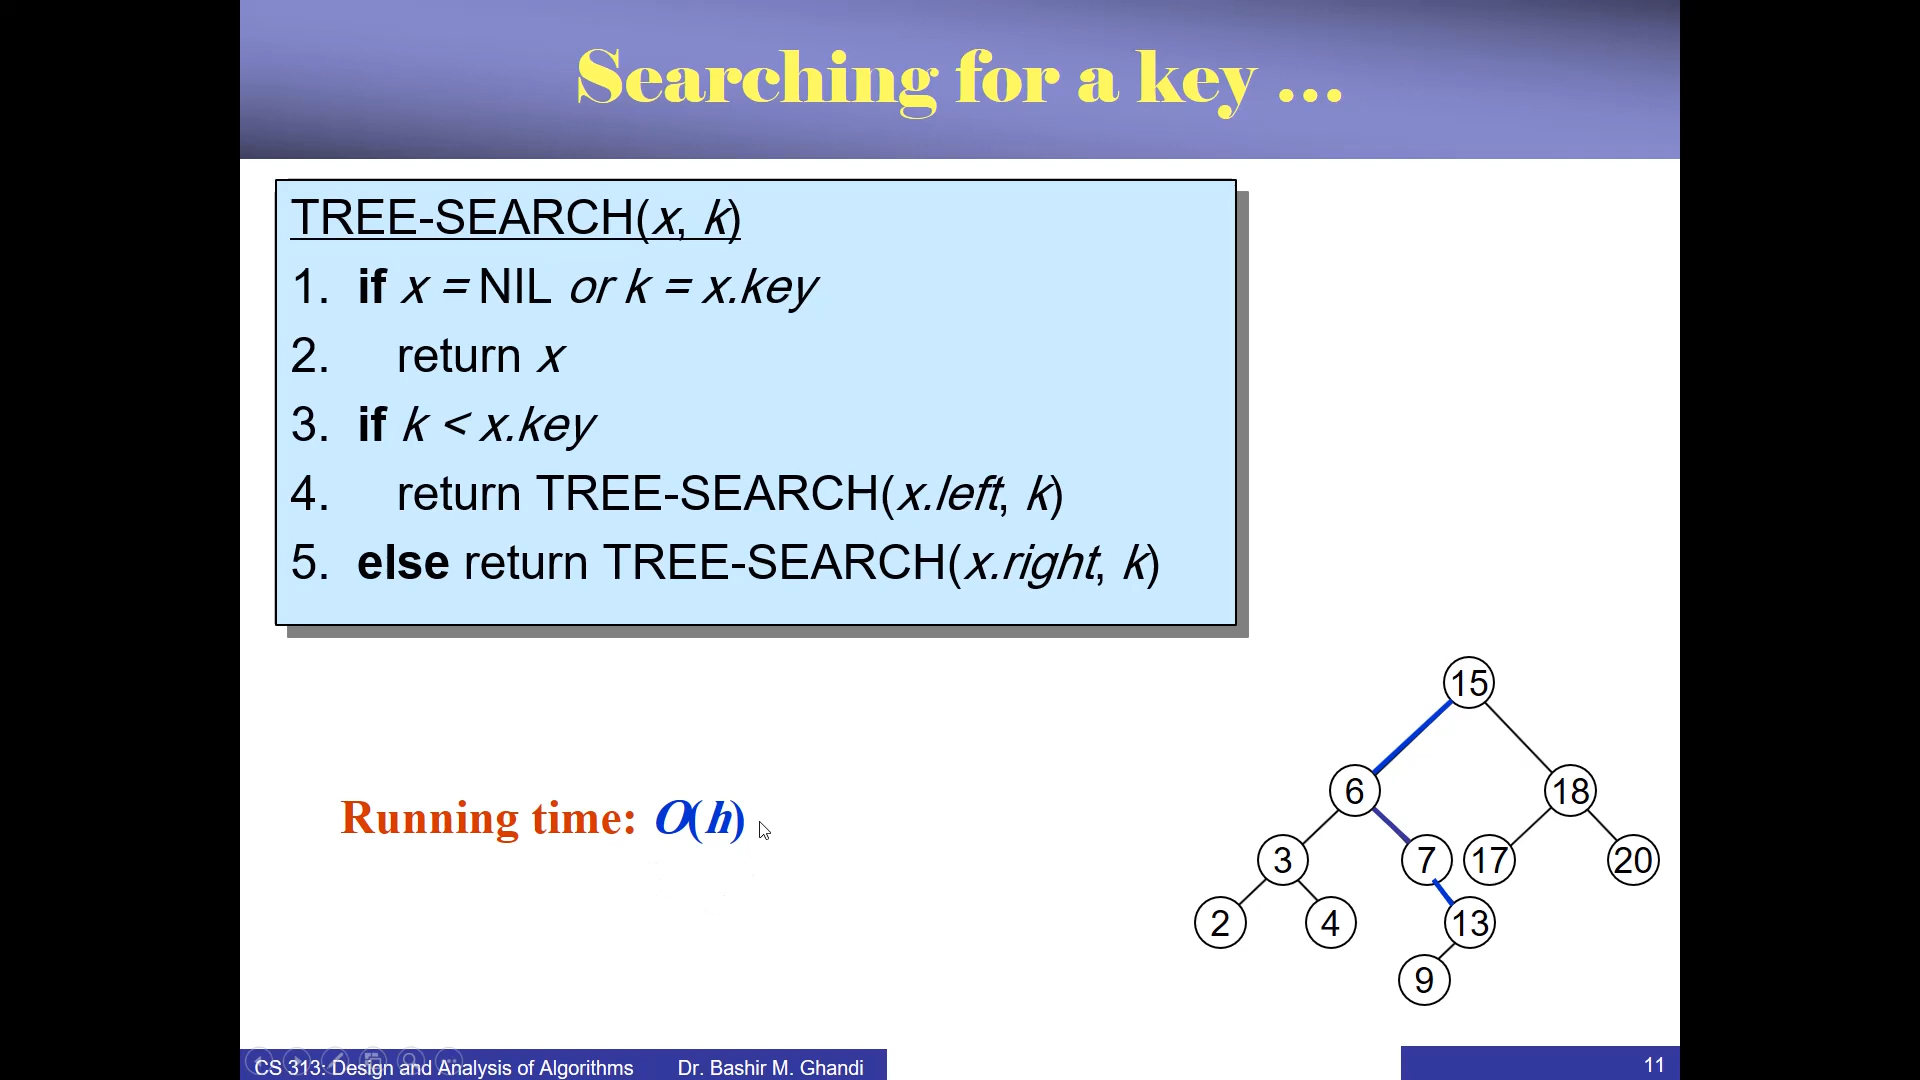 Searching for a key ...
TREE-SEARCH(x, k)
1. if x = NIL or k = x.key
2. return x
3. if k < x.key
4. return TREE-SEARCH(x.left, k)
5. else return TREE-SEARCH(x.right, k)
Running time: O(h)
15
6
18
3
7
17
20
2
4
13
9
CS 313: Design and Analysis of Algorithms
Dr. Bashir M. Ghandi
11